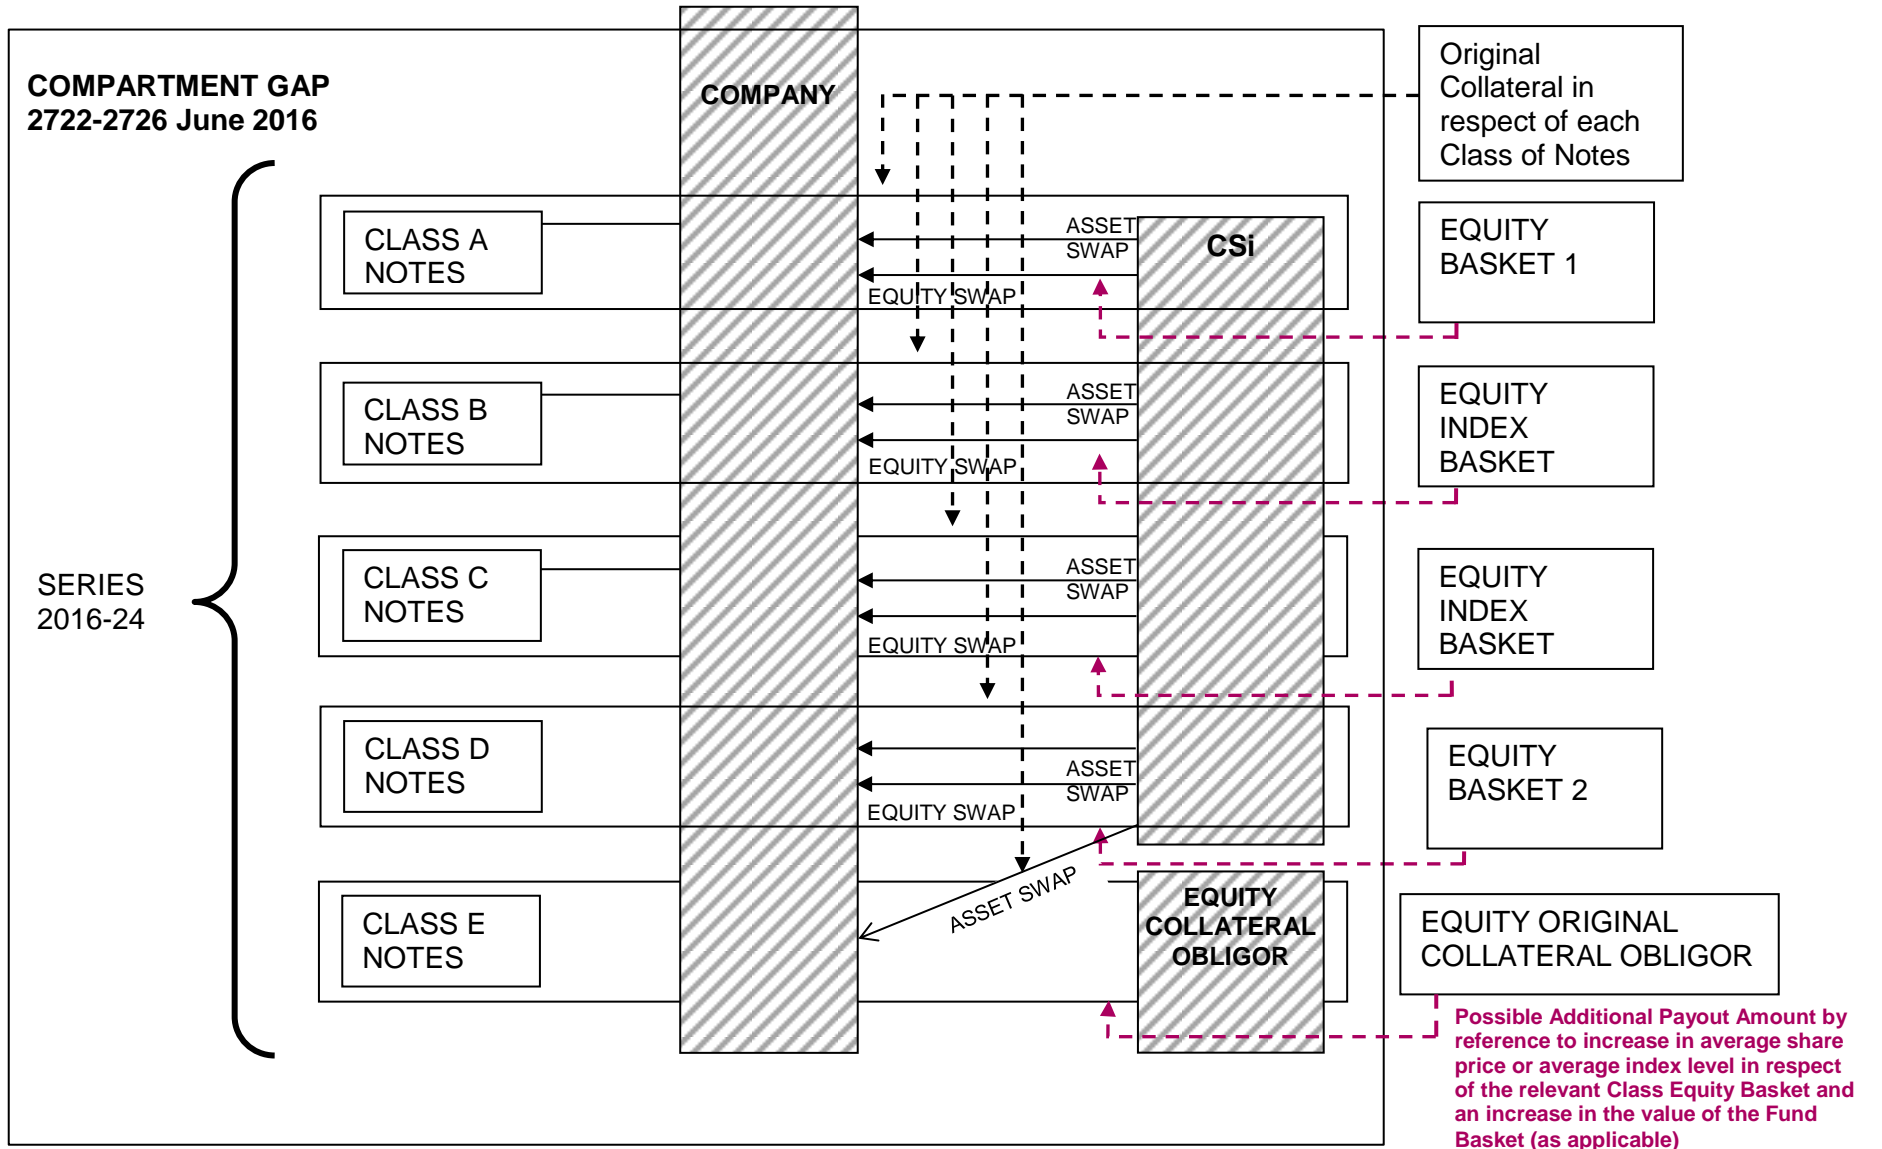 COMPARTMENT GAP
2722-2726 June 2016
COMPANY
Original
Collateral in
respect of each
Class of Notes
SERIES
2016-24
CLASS A
NOTES
ASSET
SWAP
EQUITY SWAP
CSi
EQUITY
BASKET 1
CLASS B
NOTES
ASSET
SWAP
EQUITY SWAP
EQUITY
INDEX
BASKET
CLASS C
NOTES
ASSET
SWAP
EQUITY SWAP
EQUITY
INDEX
BASKET
CLASS D
NOTES
ASSET
SWAP
EQUITY SWAP
EQUITY
BASKET 2
CLASS E
NOTES
ASSET SWAP
EQUITY
COLLATERAL
OBLIGOR
EQUITY ORIGINAL
COLLATERAL OBLIGOR
Possible Additional Payout Amount by
reference to increase in average share
price or average index level in respect
of the relevant Class Equity Basket and
an increase in the value of the Fund
Basket (as applicable)